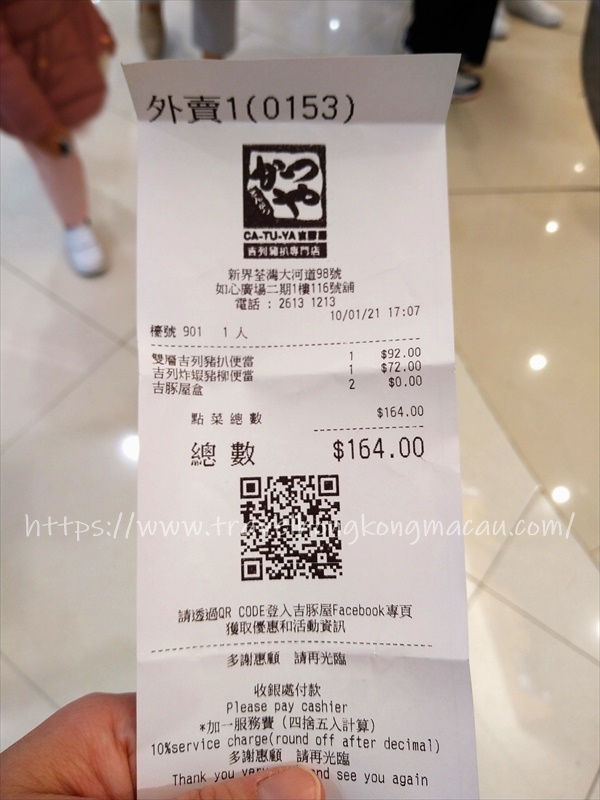 外賣1(0153)
かつや
とんかつ
CA-TU-YA 吉豚屋
吉列豬扒專門店
新界荃灣大河道98號
如心廣場二期1樓116號舖
電話 : 2613 1213
10/01/21 17:07
檯號 901 1 人
雙層吉列豬扒便當 1 $92.00
吉列炸蝦豬柳便當 1 $72.00
吉豚屋盒 2 $0.00
點菜總數 $164.00
總數 $164.00
請透過QR CODE登入吉豚屋Facebook專頁
獲取優惠和活動資訊
多謝惠顧 請再光臨
收銀處付款
Please pay cashier
*加一服務費 (四捨五入計算)
10%service charge(round off after decimal)
多謝惠顧 請再光臨
Thank you very and see you again